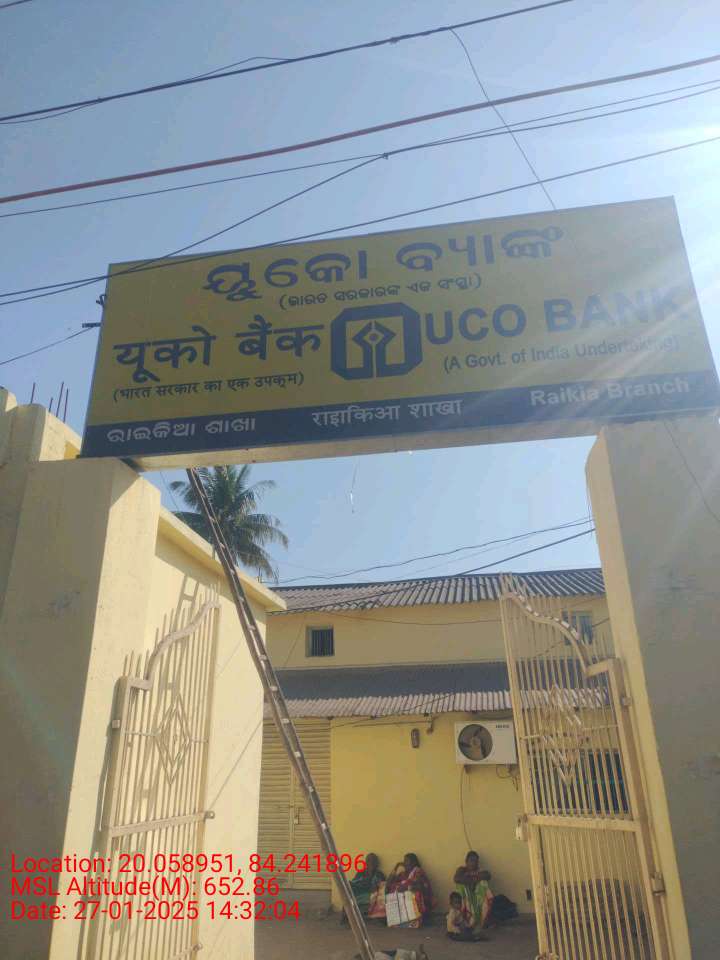 ୟୁକୋ ବ୍ୟାଙ୍କ
(ଭାରତ ସରକାରଙ୍କ ଏକ ସଂସ୍ଥା)
यूको बैंक
(भारत सरकार का एक उपक्रम)
UCO BANK
(A Govt. of India Undertaking)
ରାଇକିଆ ଶାଖା राइकिआ शाखा Raikia Branch
Location: 20.058951, 84.241896
MSL Altitude(M): 652.86
Date: 27-01-2025 14:32:04